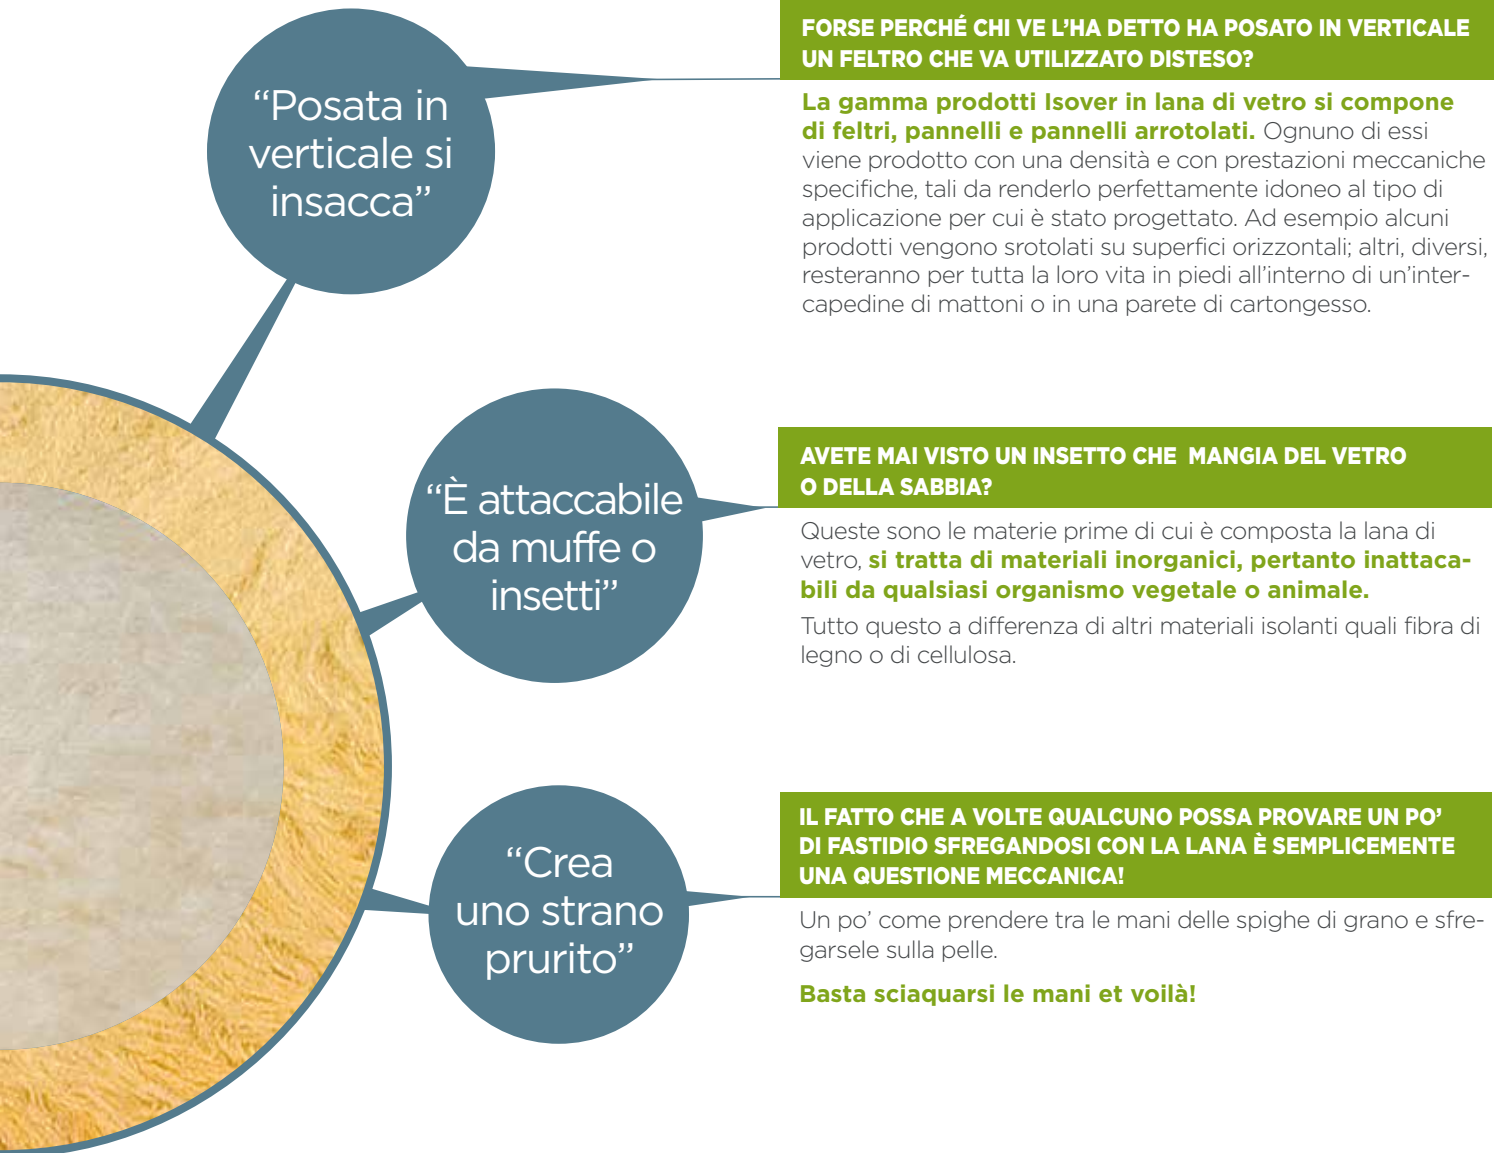 “Posata in
verticale si
insacca”
FORSE PERCHÉ CHI VE L’HA DETTO HA POSATO IN VERTICALE
UN FELTRO CHE VA UTILIZZATO DISTESO?
La gamma prodotti Isover in lana di vetro si compone
di feltri, pannelli e pannelli arrotolati. Ognuno di essi
viene prodotto con una densità e con prestazioni meccaniche
specifiche, tali da renderlo perfettamente idoneo al tipo di
applicazione per cui è stato progettato. Ad esempio alcuni
prodotti vengono srotolati su superfici orizzontali; altri, diversi,
resteranno per tutta la loro vita in piedi all’interno di un’inter-
capedine di mattoni o in una parete di cartongesso.
“È attaccabile
da muffe o
insetti”
AVETE MAI VISTO UN INSETTO CHE MANGIA DEL VETRO
O DELLA SABBIA?
Queste sono le materie prime di cui è composta la lana di
vetro, si tratta di materiali inorganici, pertanto inattaca-
bili da qualsiasi organismo vegetale o animale.
Tutto questo a differenza di altri materiali isolanti quali fibra di
legno o di cellulosa.
“Crea
uno strano
prurito”
IL FATTO CHE A VOLTE QUALCUNO POSSA PROVARE UN PO’
DI FASTIDIO SFREGANDOSI CON LA LANA È SEMPLICEMENTE
UNA QUESTIONE MECCANICA!
Un po’ come prendere tra le mani delle spighe di grano e sfre-
garsele sulla pelle.
Basta sciaquarsi le mani et voilà!